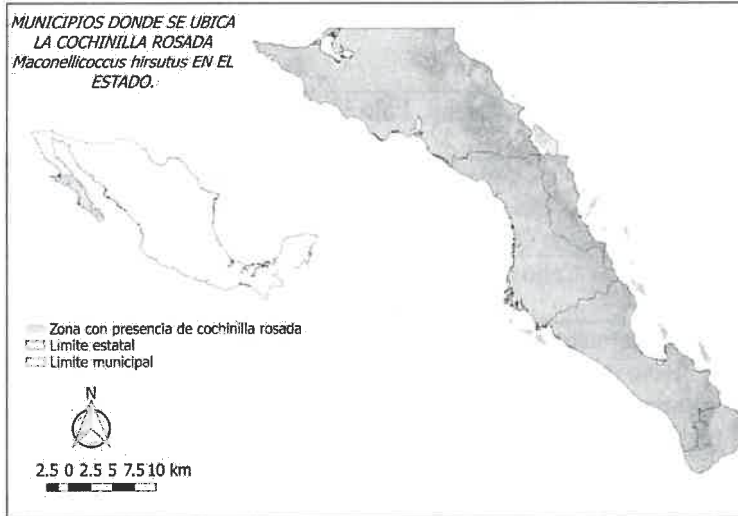 MUNICIPIOS DONDE SE UBICA
LA COCHINILLA ROSADA
Maconellicoccus hirsutus EN EL
ESTADO.
Zona con presencia de cochinilla rosada
Limite estatal
Limite municipal
N
2.5 0 2.5 5 7.5 10 km